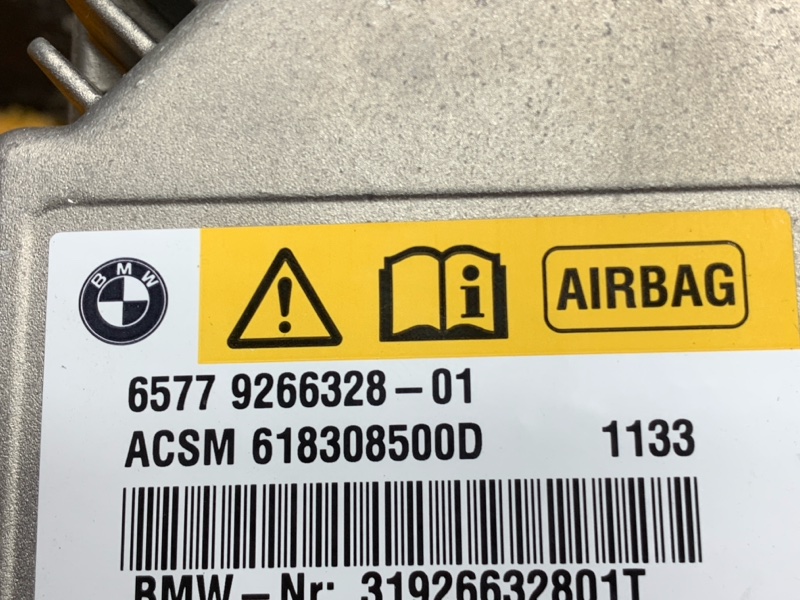 BMW
i AIRBAG
6577 9266328-01
ACSM 618308500D 1133
BMW-Nr: 31926632801T